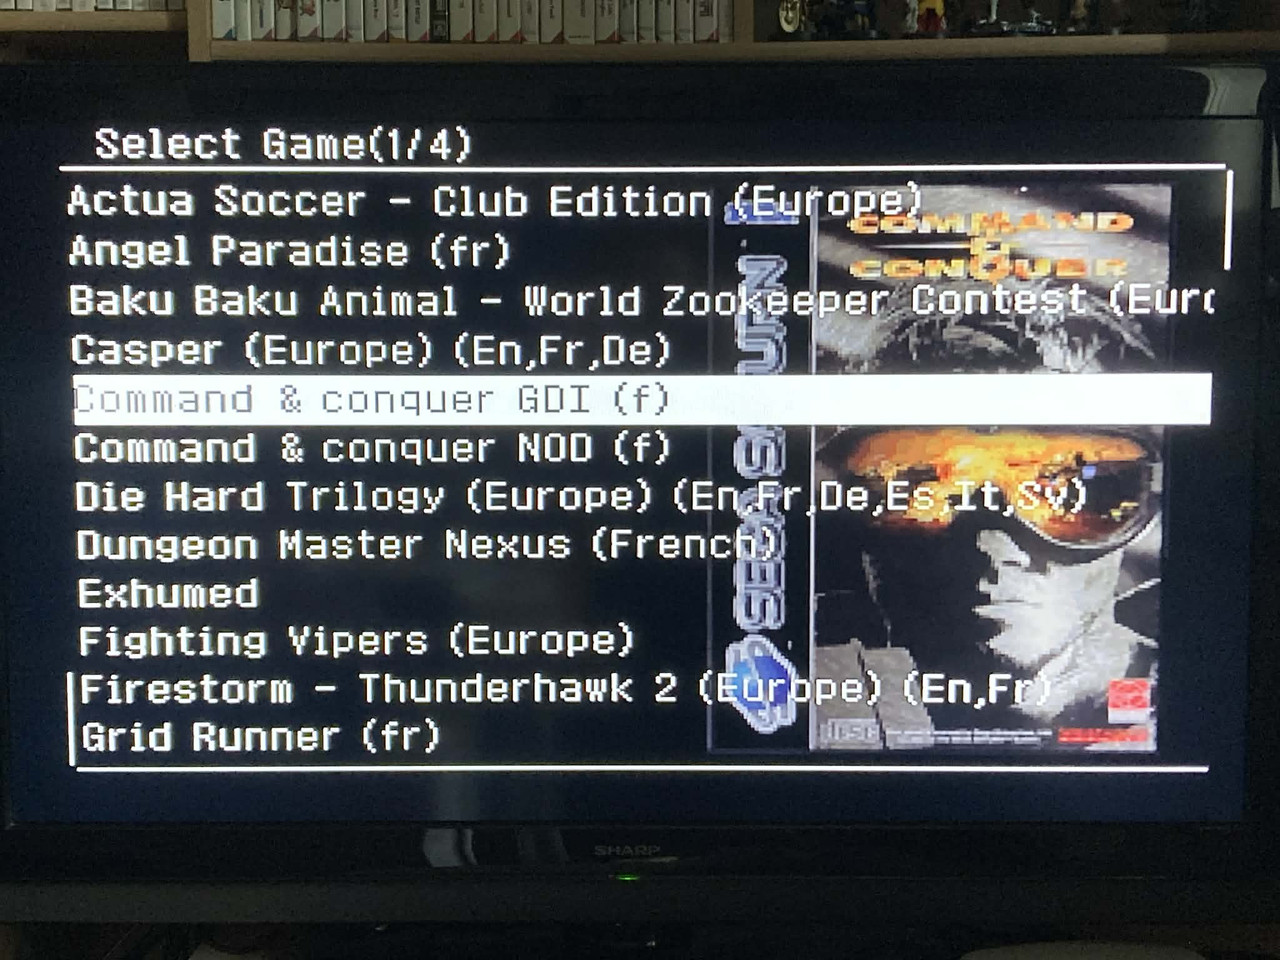 Select Game(1/4)
Actua Soccer - Club Edition (Europe)
Angel Paradise (fr)
Baku Baku Animal - World Zookeeper Contest (Eur
Casper (Europe) (En,Fr,De)
Command & conquer GDI (f)
Command & conquer NOD (f)
Die Hard Trilogy (Europe) (En,Fr,De,Es,It,Sv)
Dungeon Master Nexus (French)
Exhumed
Fighting Vipers (Europe)
Firestorm - Thunderhawk 2 (Europe) (En,Fr)
Grid Runner (fr)
COMMAND
&
CONQUER
SEGA SATURN
SHARP